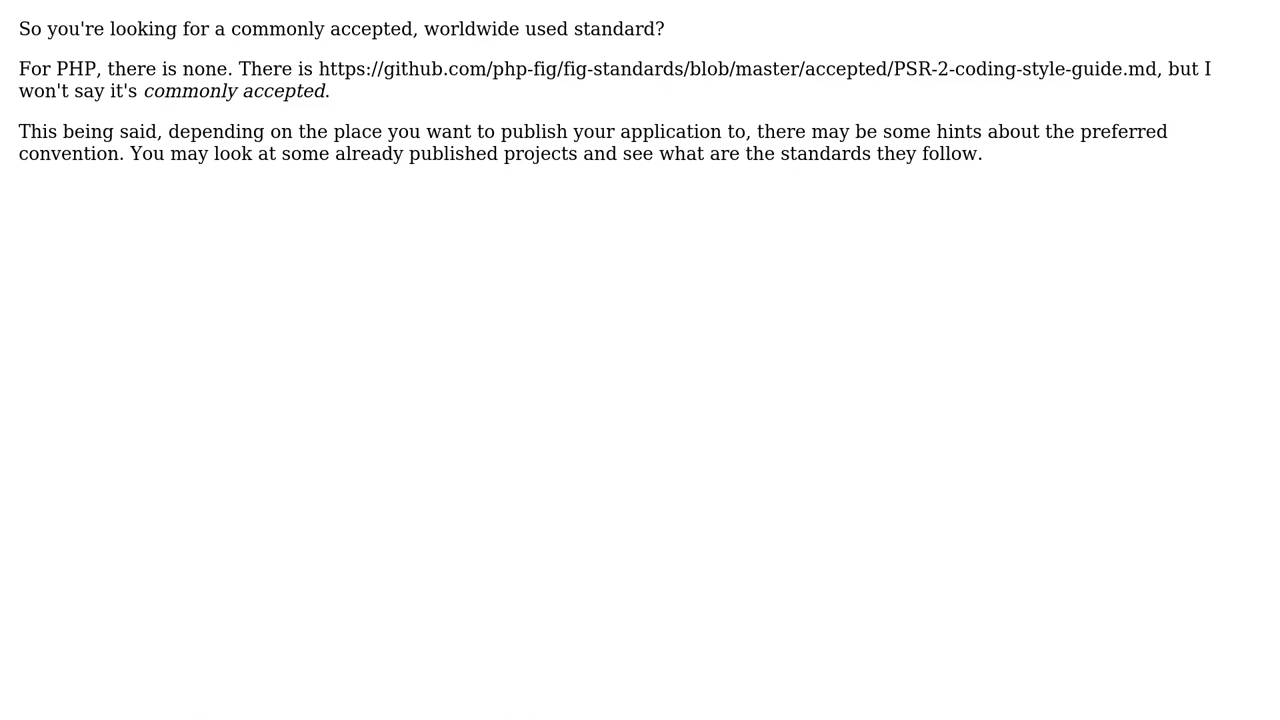 So you're looking for a commonly accepted, worldwide used standard?
For PHP, there is none. There is https://github.com/php-fig/fig-standards/blob/master/accepted/PSR-2-coding-style-guide.md, but I
won't say it's commonly accepted.
This being said, depending on the place you want to publish your application to, there may be some hints about the preferred
convention. You may look at some already published projects and see what are the standards they follow.